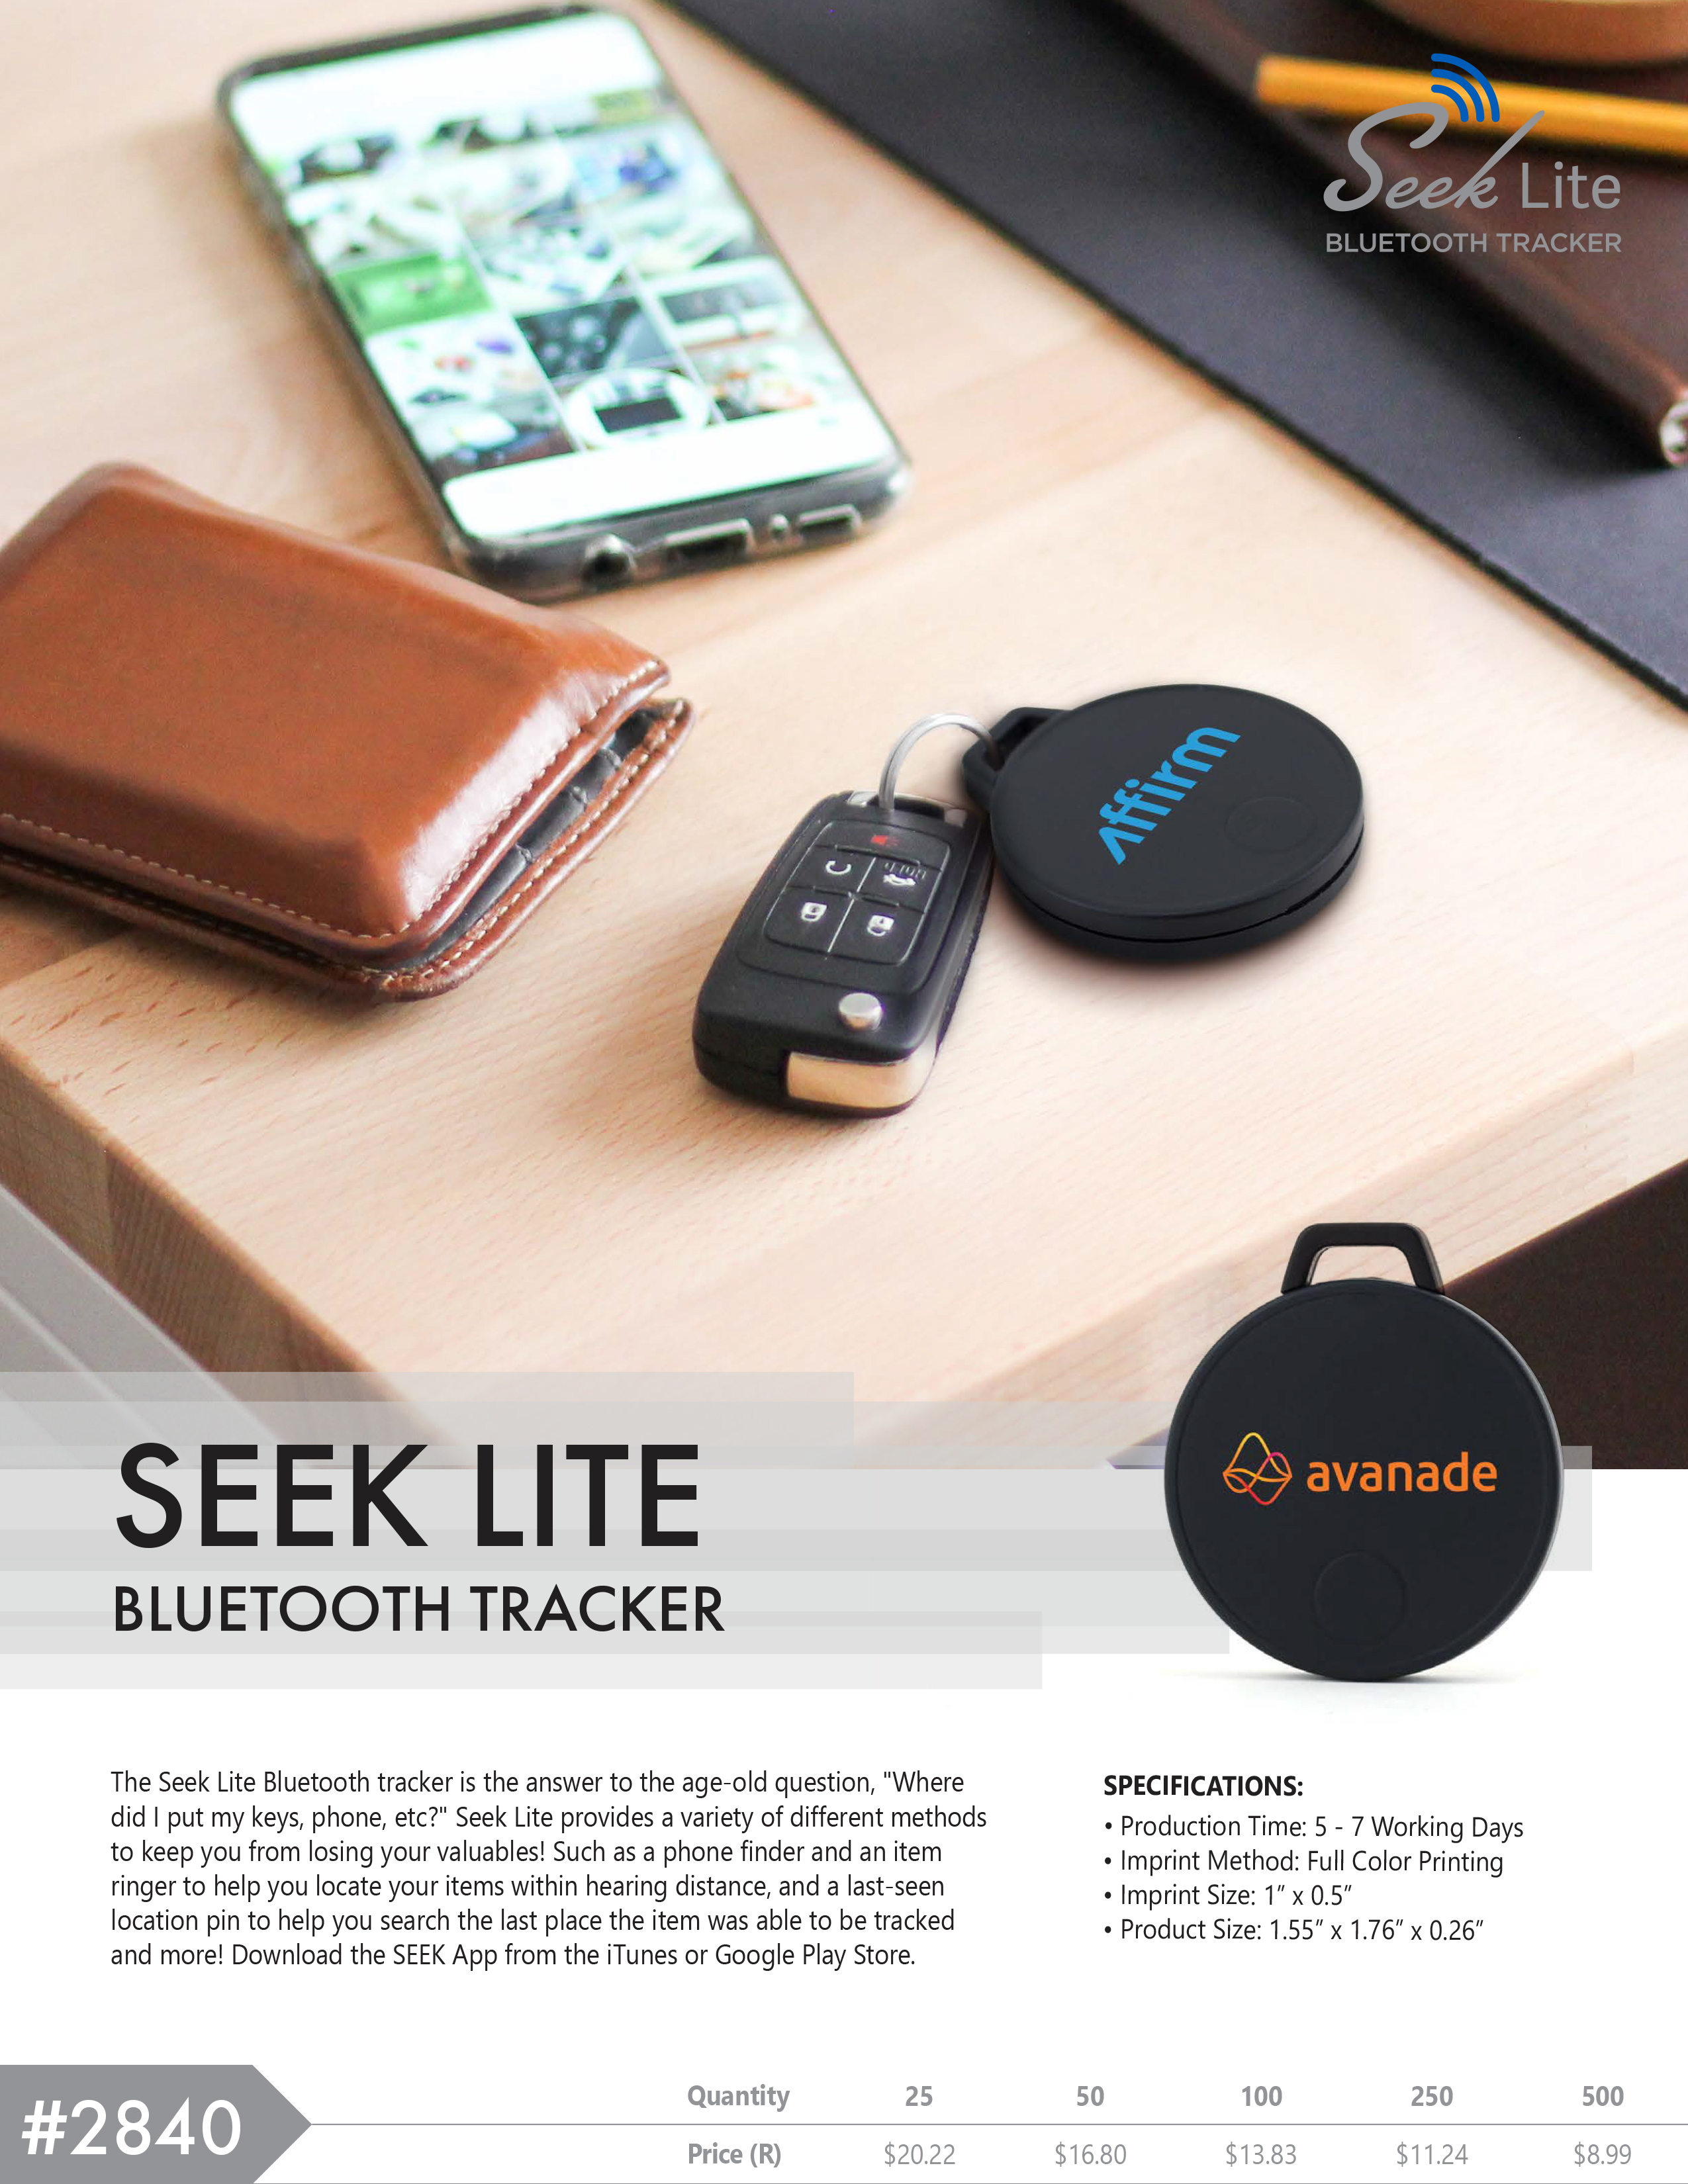 Seek Lite
BLUETOOTH TRACKER
Affirm
avanade
SEEK LITE
BLUETOOTH TRACKER
The Seek Lite Bluetooth tracker is the answer to the age-old question, "Where
did I put my keys, phone, etc?" Seek Lite provides a variety of different methods
to keep you from losing your valuables! Such as a phone finder and an item
ringer to help you locate your items within hearing distance, and a last-seen
location pin to help you search the last place the item was able to be tracked
and more! Download the SEEK App from the iTunes or Google Play Store.
SPECIFICATIONS:
• Production Time: 5 - 7 Working Days
• Imprint Method: Full Color Printing
• Imprint Size: 1” x 0.5”
• Product Size: 1.55” x 1.76” x 0.26”
#2840
Quantity 25 50 100 250 500
Price (R) $20.22 $16.80 $13.83 $11.24 $8.99